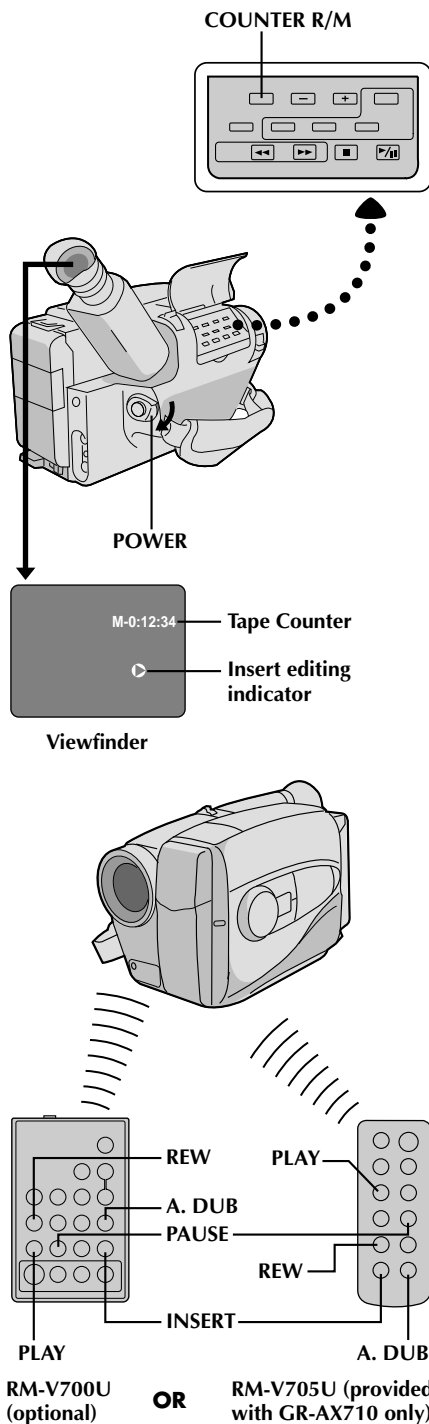 COUNTER R/M
POWER
M-0:12:34
Tape Counter
Insert editing
indicator
Viewfinder
REW
PLAY
A. DUB
PAUSE
REW
INSERT
PLAY
A. DUB
RM-V700U
(optional)
OR
RM-V705U (provided
with GR-AX710 only)